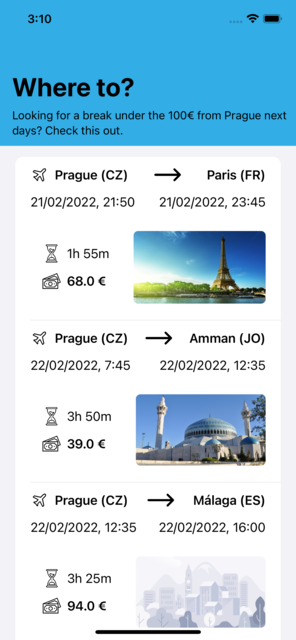 3:10
Where to?
Looking for a break under the 100€ from Prague next
days? Check this out.
Prague (CZ) Paris (FR)
21/02/2022, 21:50 21/02/2022, 23:45
1h 55m
68.0 €
Prague (CZ) Amman (JO)
22/02/2022, 7:45 22/02/2022, 12:35
3h 50m
39.0 €
Prague (CZ) Málaga (ES)
22/02/2022, 12:35 22/02/2022, 16:00
3h 25m
94.0 €